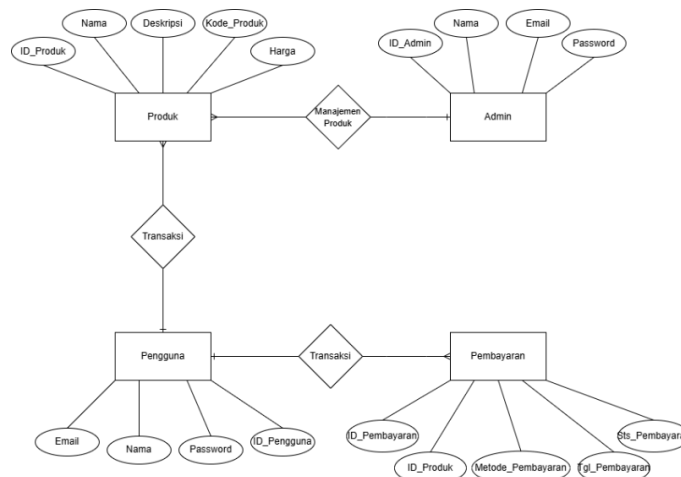 Nama
Deskripsi
Kode_Produk
ID_Produk
Harga
Nama
Email
ID_Admin
Password
Produk
Manajemen
Produk
Admin
Transaksi
Pengguna
Transaksi
Pembayaran
Email
Nama
Password
ID_Pengguna
ID_Pembayaran
ID_Produk
Metode_Pembayaran
Tgl_Pembayaran
Sts_Pembayara